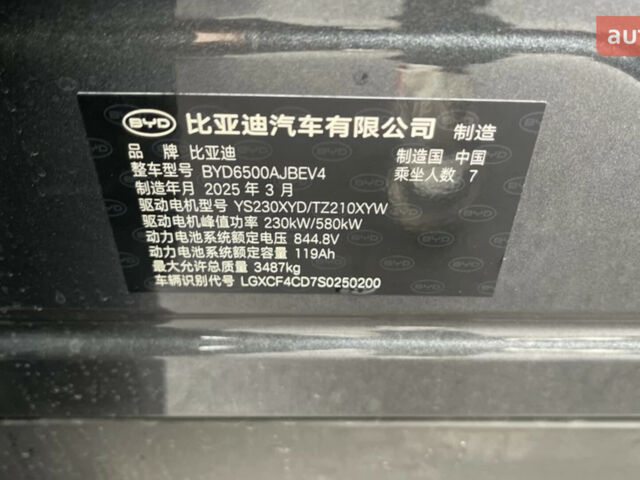 aut
BYD 比亚迪汽车有限公司 制造
品 牌 比亚迪 制造国 中国
整车型号 BYD6500AJBEV4 乘坐人数 7
制造年月 2025 年 3 月
驱动电机型号 YS230XYD/TZ210XYW
驱动电机峰值功率 230kW/580kW
动力电池系统额定电压 844.8V
动力电池系统额定容量 119Ah
最大允许总质量 3487kg
车辆识别代号 LGXCF4CD7S0250200